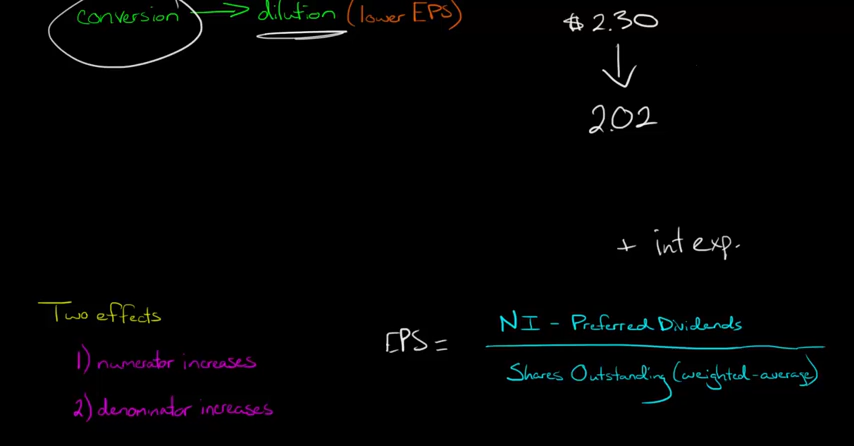 conversion → dilution (lower EPS)
$ 2.30
↓
2.02
+ int exp.
Two effects
1) numerator increases
2) denominator increases
EPS =
NI - Preferred Dividends
Shares Outstanding (weighted-average)